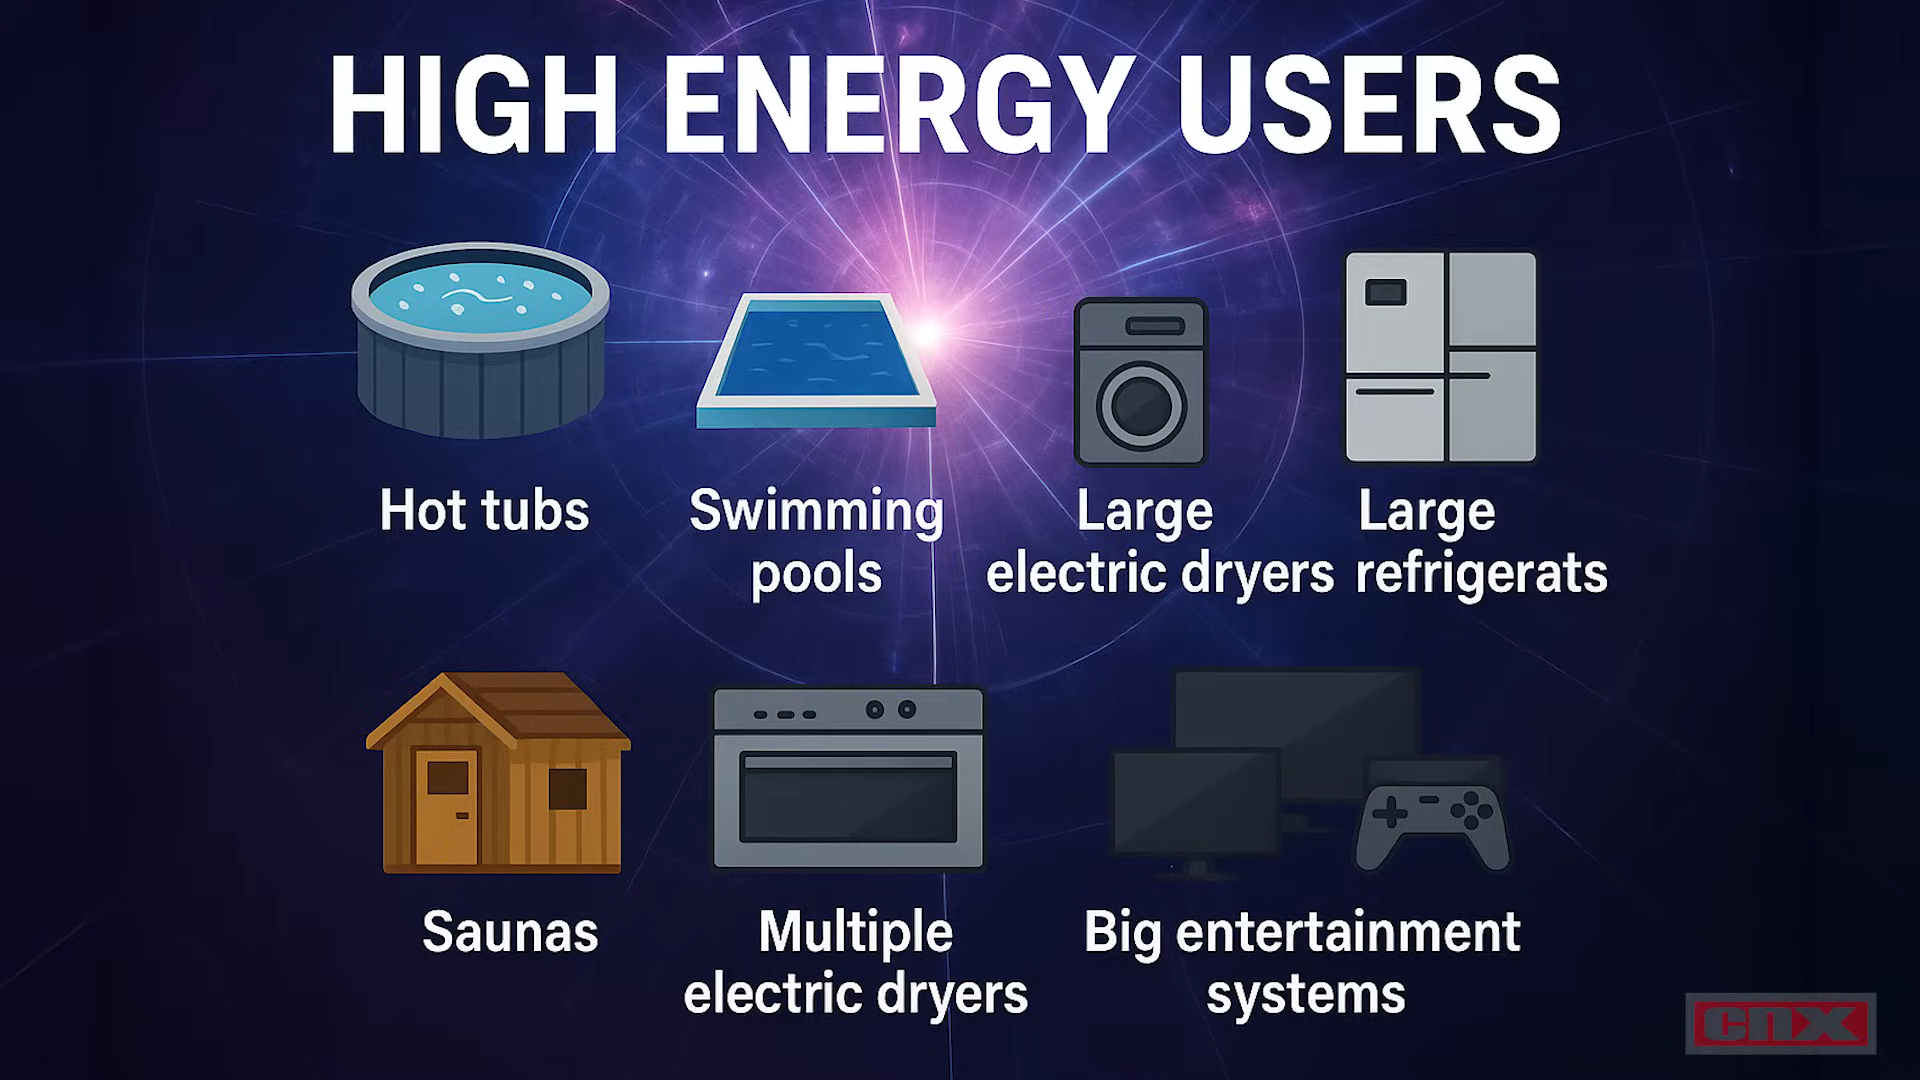 HIGH ENERGY USERS
Hot tubs
Swimming
pools
Large
electric dryers
Large
refrigerats
Saunas
Multiple
electric dryers
Big entertainment
systems
cnx